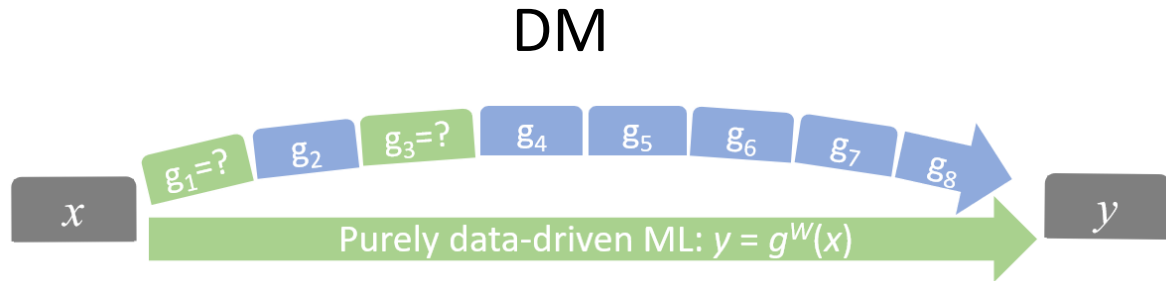 DM
g₁=? g₂ g₃=? g₄ g₅ g₆ g₇ g₈
x
y
Purely data-driven ML: y = gᵂ(x)